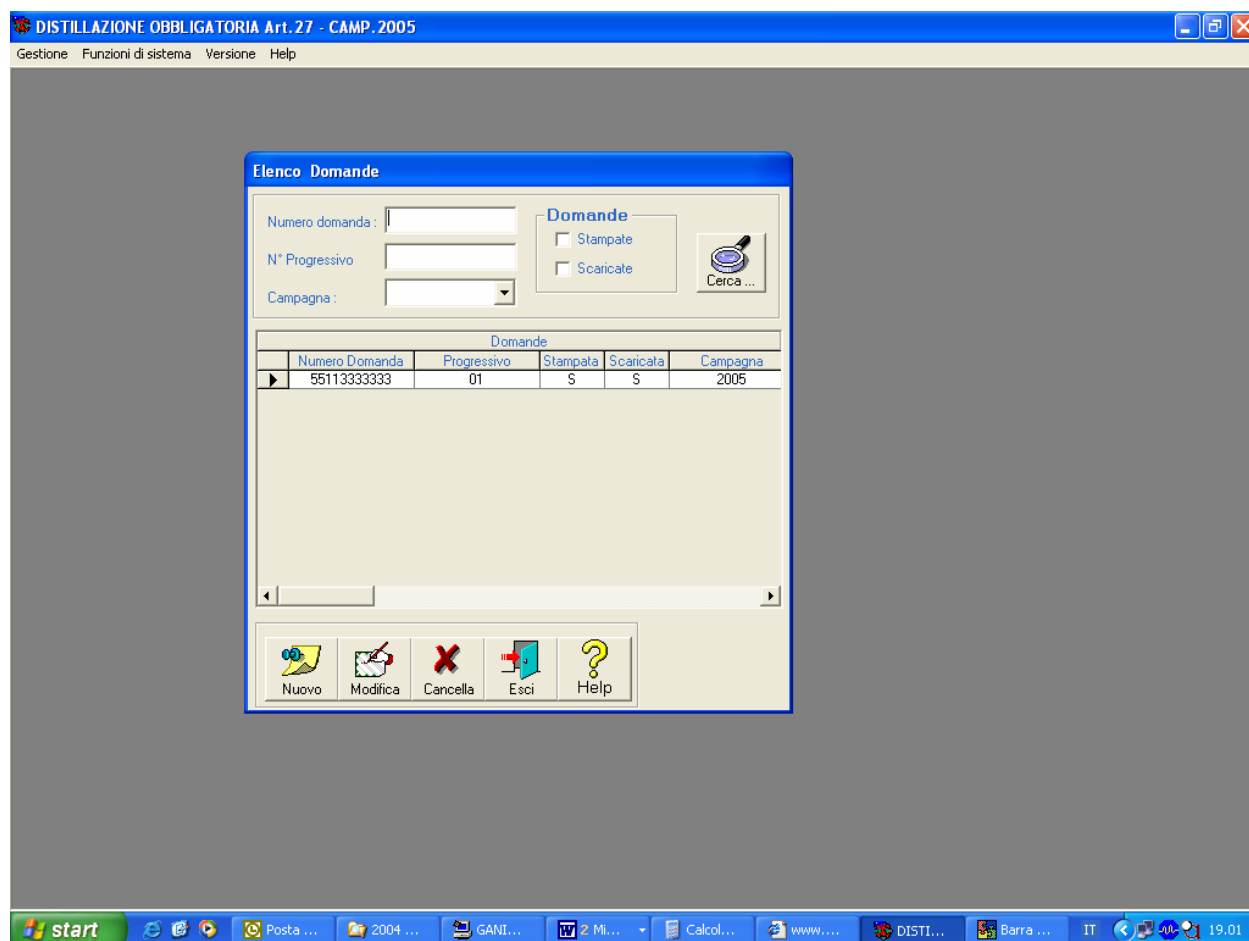 DISTILLAZIONE OBBLIGATORIA Art.27 - CAMP.2005
Gestione Funzioni di sistema Versione Help
Elenco Domande
Numero domanda :
N° Progressivo
Campagna :
Domande
Stampate
Scaricate
Cerca ...
Domande
Numero Domanda Progressivo Stampata Scaricata Campagna
55113333333 01 S S 2005
Nuovo Modifica Cancella Esci Help
start Posta ... 2004 ... GANI... 2 Mi... Calcol... www.... DISTI... Barra ... IT 19.01